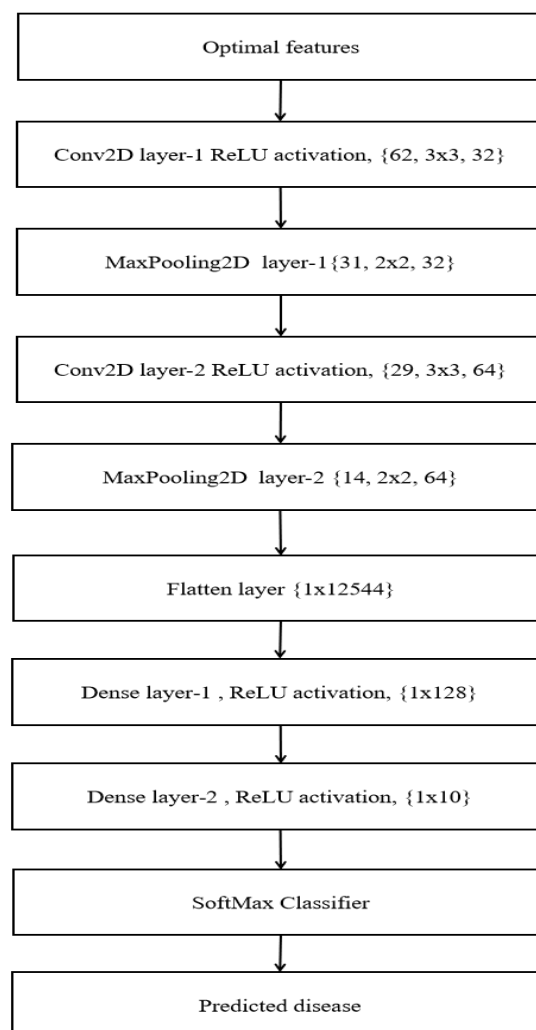 Optimal features
Conv2D layer-1 ReLU activation, {62, 3x3, 32}
MaxPooling2D  layer-1{31, 2x2, 32}
Conv2D layer-2 ReLU activation, {29, 3x3, 64}
MaxPooling2D  layer-2 {14, 2x2, 64}
Flatten layer {1x12544}
Dense layer-1 , ReLU activation, {1x128}
Dense layer-2 , ReLU activation, {1x10}
SoftMax Classifier
Predicted disease